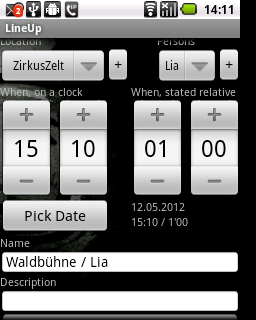 2
14:11
LineUp
Location
Persons
ZirkusZelt
+
Lia
+
When, on a clock
When, stated relative
+
+
+
+
15
10
01
00
−
−
−
−
Pick Date
12.05.2012
15:10 / 1'00
Name
Waldbühne / Lia
Description